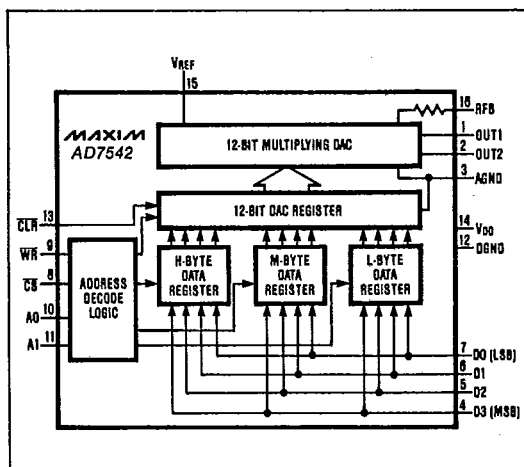 VREF
15
16 RFB
1 OUT1
2 OUT2
3 AGND
MAXIM
AD7542
12-BIT MULTIPLYING DAC
12-BIT DAC REGISTER
CLR 13
14 VDD
12 DGND
WR 9
CS 8
A0 10
A1 11
ADDRESS
DECODE
LOGIC
H-BYTE
DATA
REGISTER
M-BYTE
DATA
REGISTER
L-BYTE
DATA
REGISTER
7 D0 (LSB)
6 D1
5 D2
4 D3 (MSB)